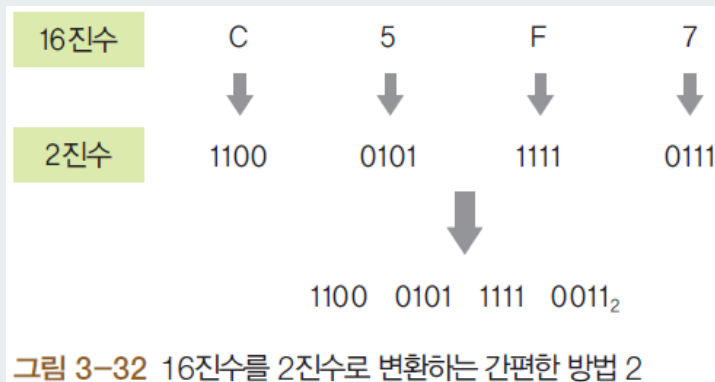 16진수 C 5 F 7
2진수 1100 0101 1111 0111
1100 0101 1111 0011₂
그림 3-32 16진수를 2진수로 변환하는 간편한 방법 2